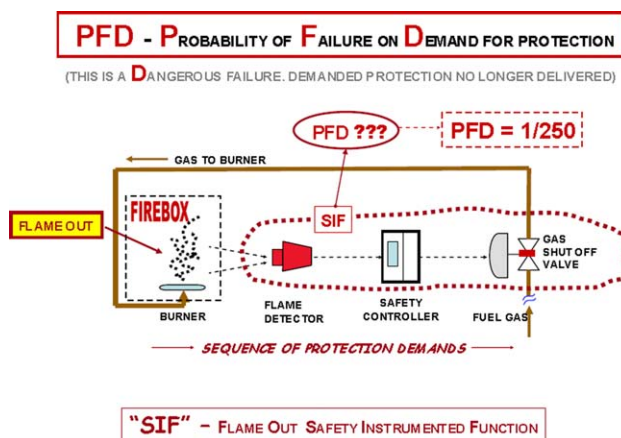 PFD - PROBABILITY OF FAILURE ON DEMAND FOR PROTECTION
(THIS IS A DANGEROUS FAILURE. DEMANDED PROTECTION NO LONGER DELIVERED)
PFD ???
PFD = 1/250
GAS TO BURNER
FIREBOX
SIF
FLAME OUT
GAS
SHUT OFF
VALVE
BURNER
FLAME
DETECTOR
SAFETY
CONTROLLER
FUEL GAS
SEQUENCE OF PROTECTION DEMANDS
"SIF" – FLAME OUT SAFETY INSTRUMENTED FUNCTION